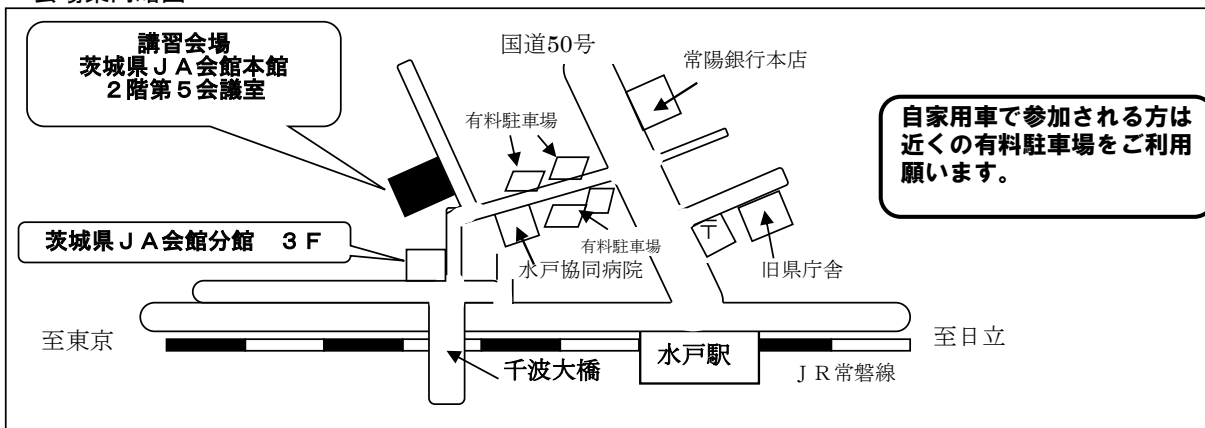 講習会場
茨城県ＪＡ会館本館
２階第５会議室
国道50号
常陽銀行本店
有料駐車場
自家用車で参加される方は
近くの有料駐車場をご利用
願います。
茨城県ＪＡ会館分館　３Ｆ
有料駐車場
水戸協同病院
〒
旧県庁舎
至東京
千波大橋
水戸駅
ＪＲ常磐線
至日立